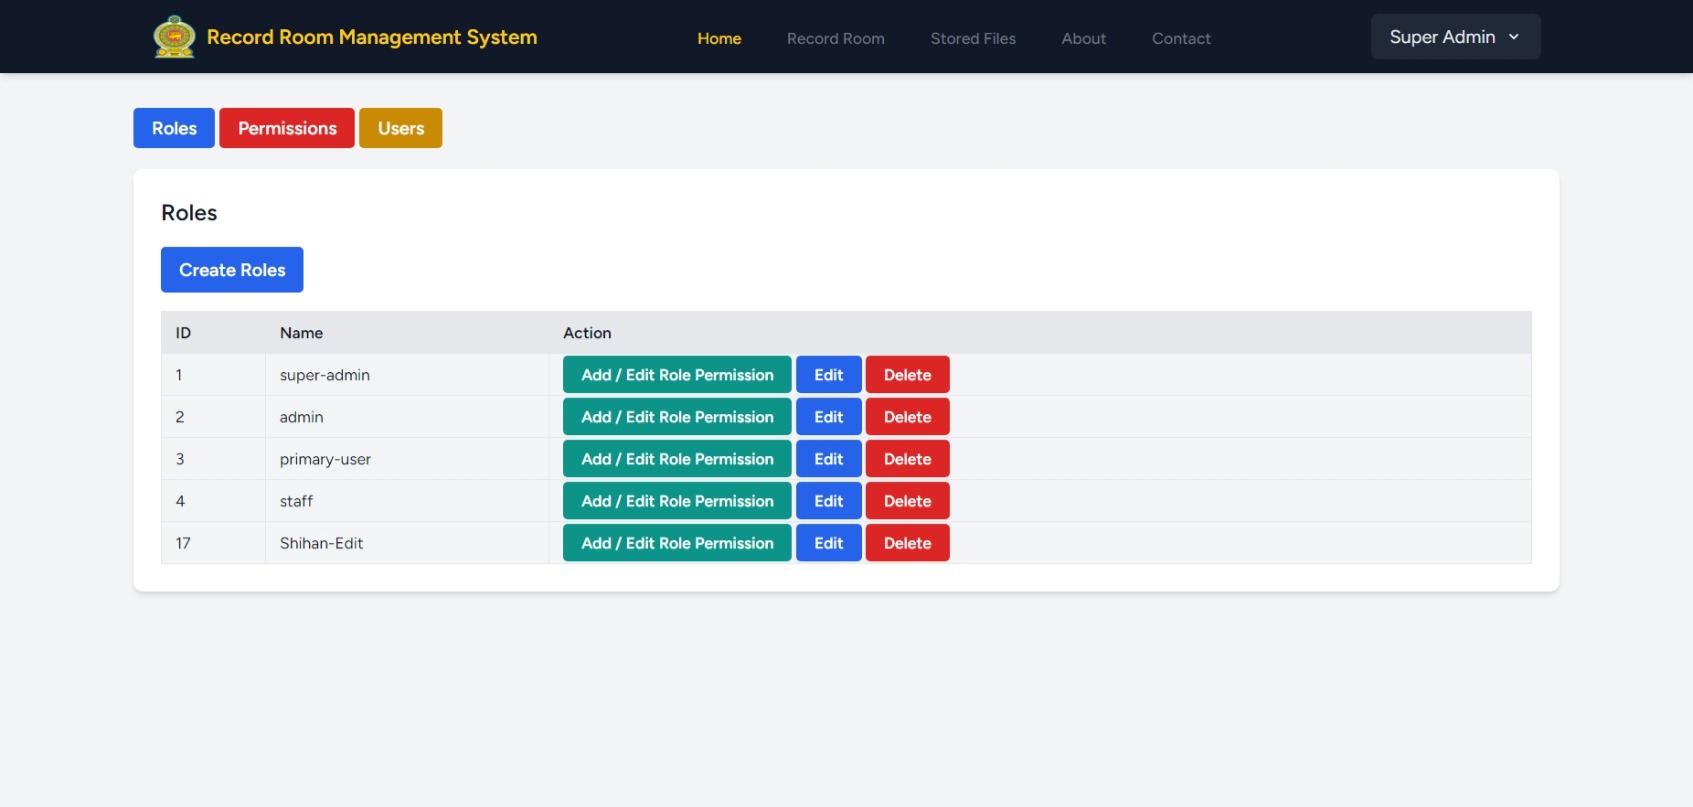 Record Room Management System Home Record Room Stored Files About Contact Super Admin
Roles Permissions Users
Roles
Create Roles
ID Name Action
1 super-admin Add / Edit Role Permission Edit Delete
2 admin Add / Edit Role Permission Edit Delete
3 primary-user Add / Edit Role Permission Edit Delete
4 staff Add / Edit Role Permission Edit Delete
17 Shihan-Edit Add / Edit Role Permission Edit Delete